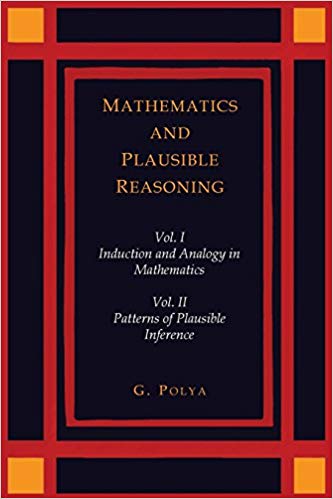 MATHEMATICS
AND
PLAUSIBLE
REASONING
Vol. I
Induction and Analogy in
Mathematics
Vol. II
Patterns of Plausible
Inference
G. POLYA